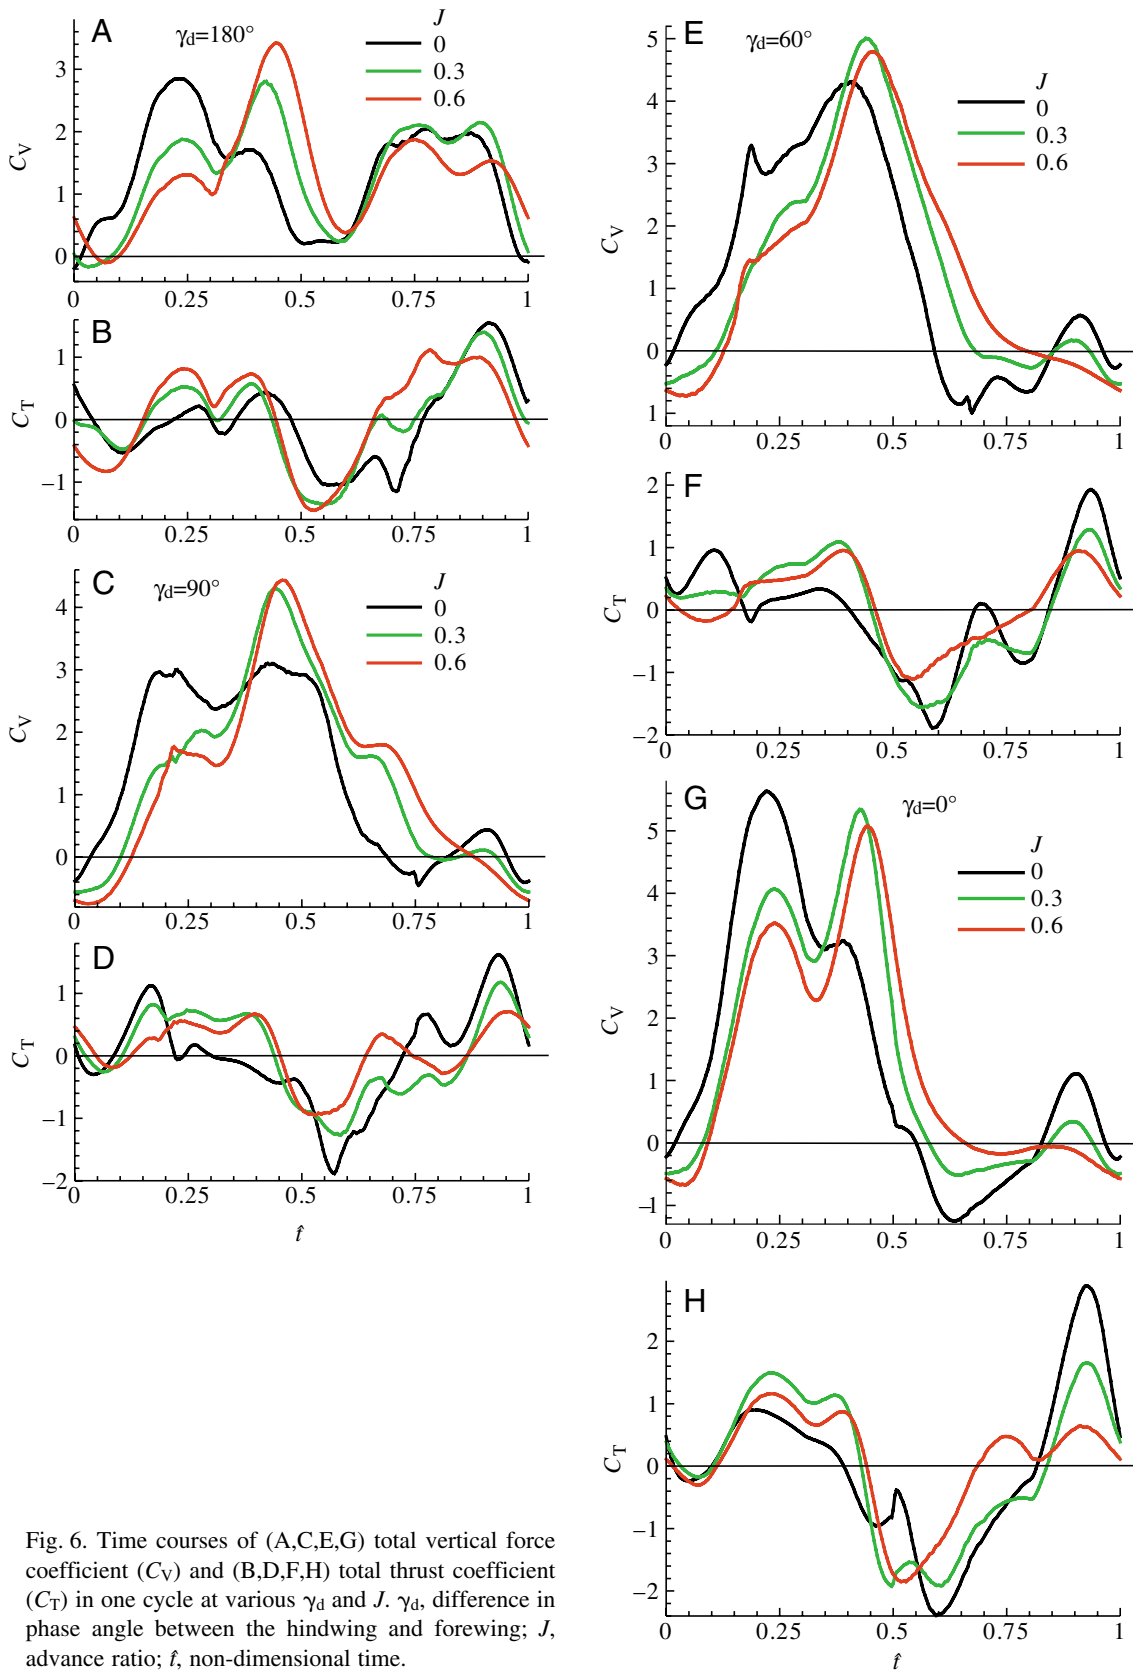 A
γd=180°
J
0
0.3
0.6
3
2
1
0
CV
0
0.25
0.5
0.75
1
B
1
0
–1
CT
0
0.25
0.5
0.75
1
C
γd=90°
J
0
0.3
0.6
4
3
2
1
0
CV
0
0.25
0.5
0.75
1
D
1
0
–1
–2
CT
0
0.25
0.5
0.75
1
t̂
E
γd=60°
J
0
0.3
0.6
5
4
3
2
1
0
1
CV
0
0.25
0.5
0.75
1
F
2
1
0
–1
–2
CT
0
0.25
0.5
0.75
1
G
γd=0°
J
0
0.3
0.6
5
4
3
2
1
0
–1
CV
0
0.25
0.5
0.75
1
H
2
1
0
–1
–2
CT
0
0.25
0.5
0.75
1
t̂
Fig. 6. Time courses of (A,C,E,G) total vertical force
coefficient (CV) and (B,D,F,H) total thrust coefficient
(CT) in one cycle at various γd and J. γd, difference in
phase angle between the hindwing and forewing; J,
advance ratio; t̂, non-dimensional time.